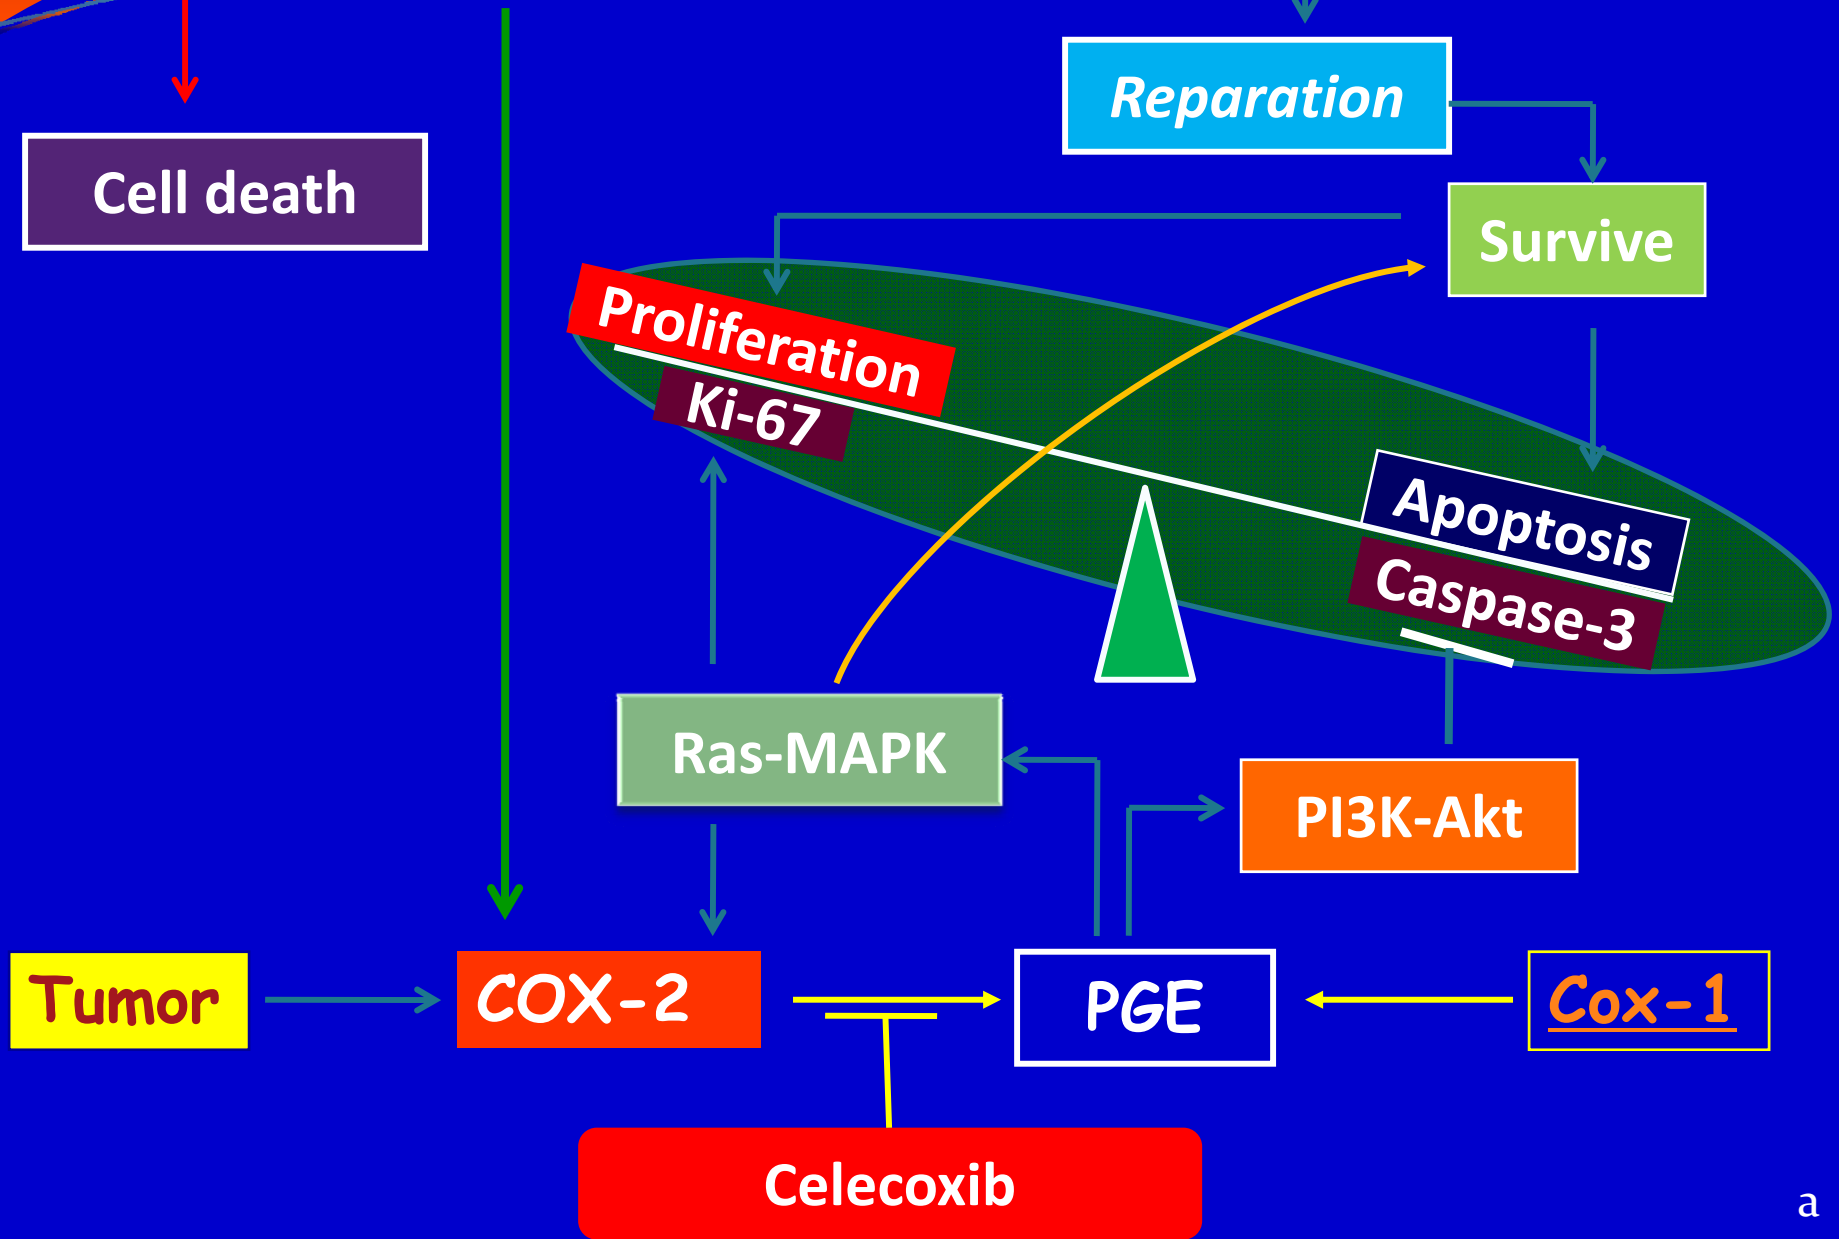 Reparation
Cell death
Survive
Proliferation
Ki-67
Apoptosis
Caspase-3
Ras-MAPK
PI3K-Akt
Tumor
COX-2
PGE
Cox-1
Celecoxib
a